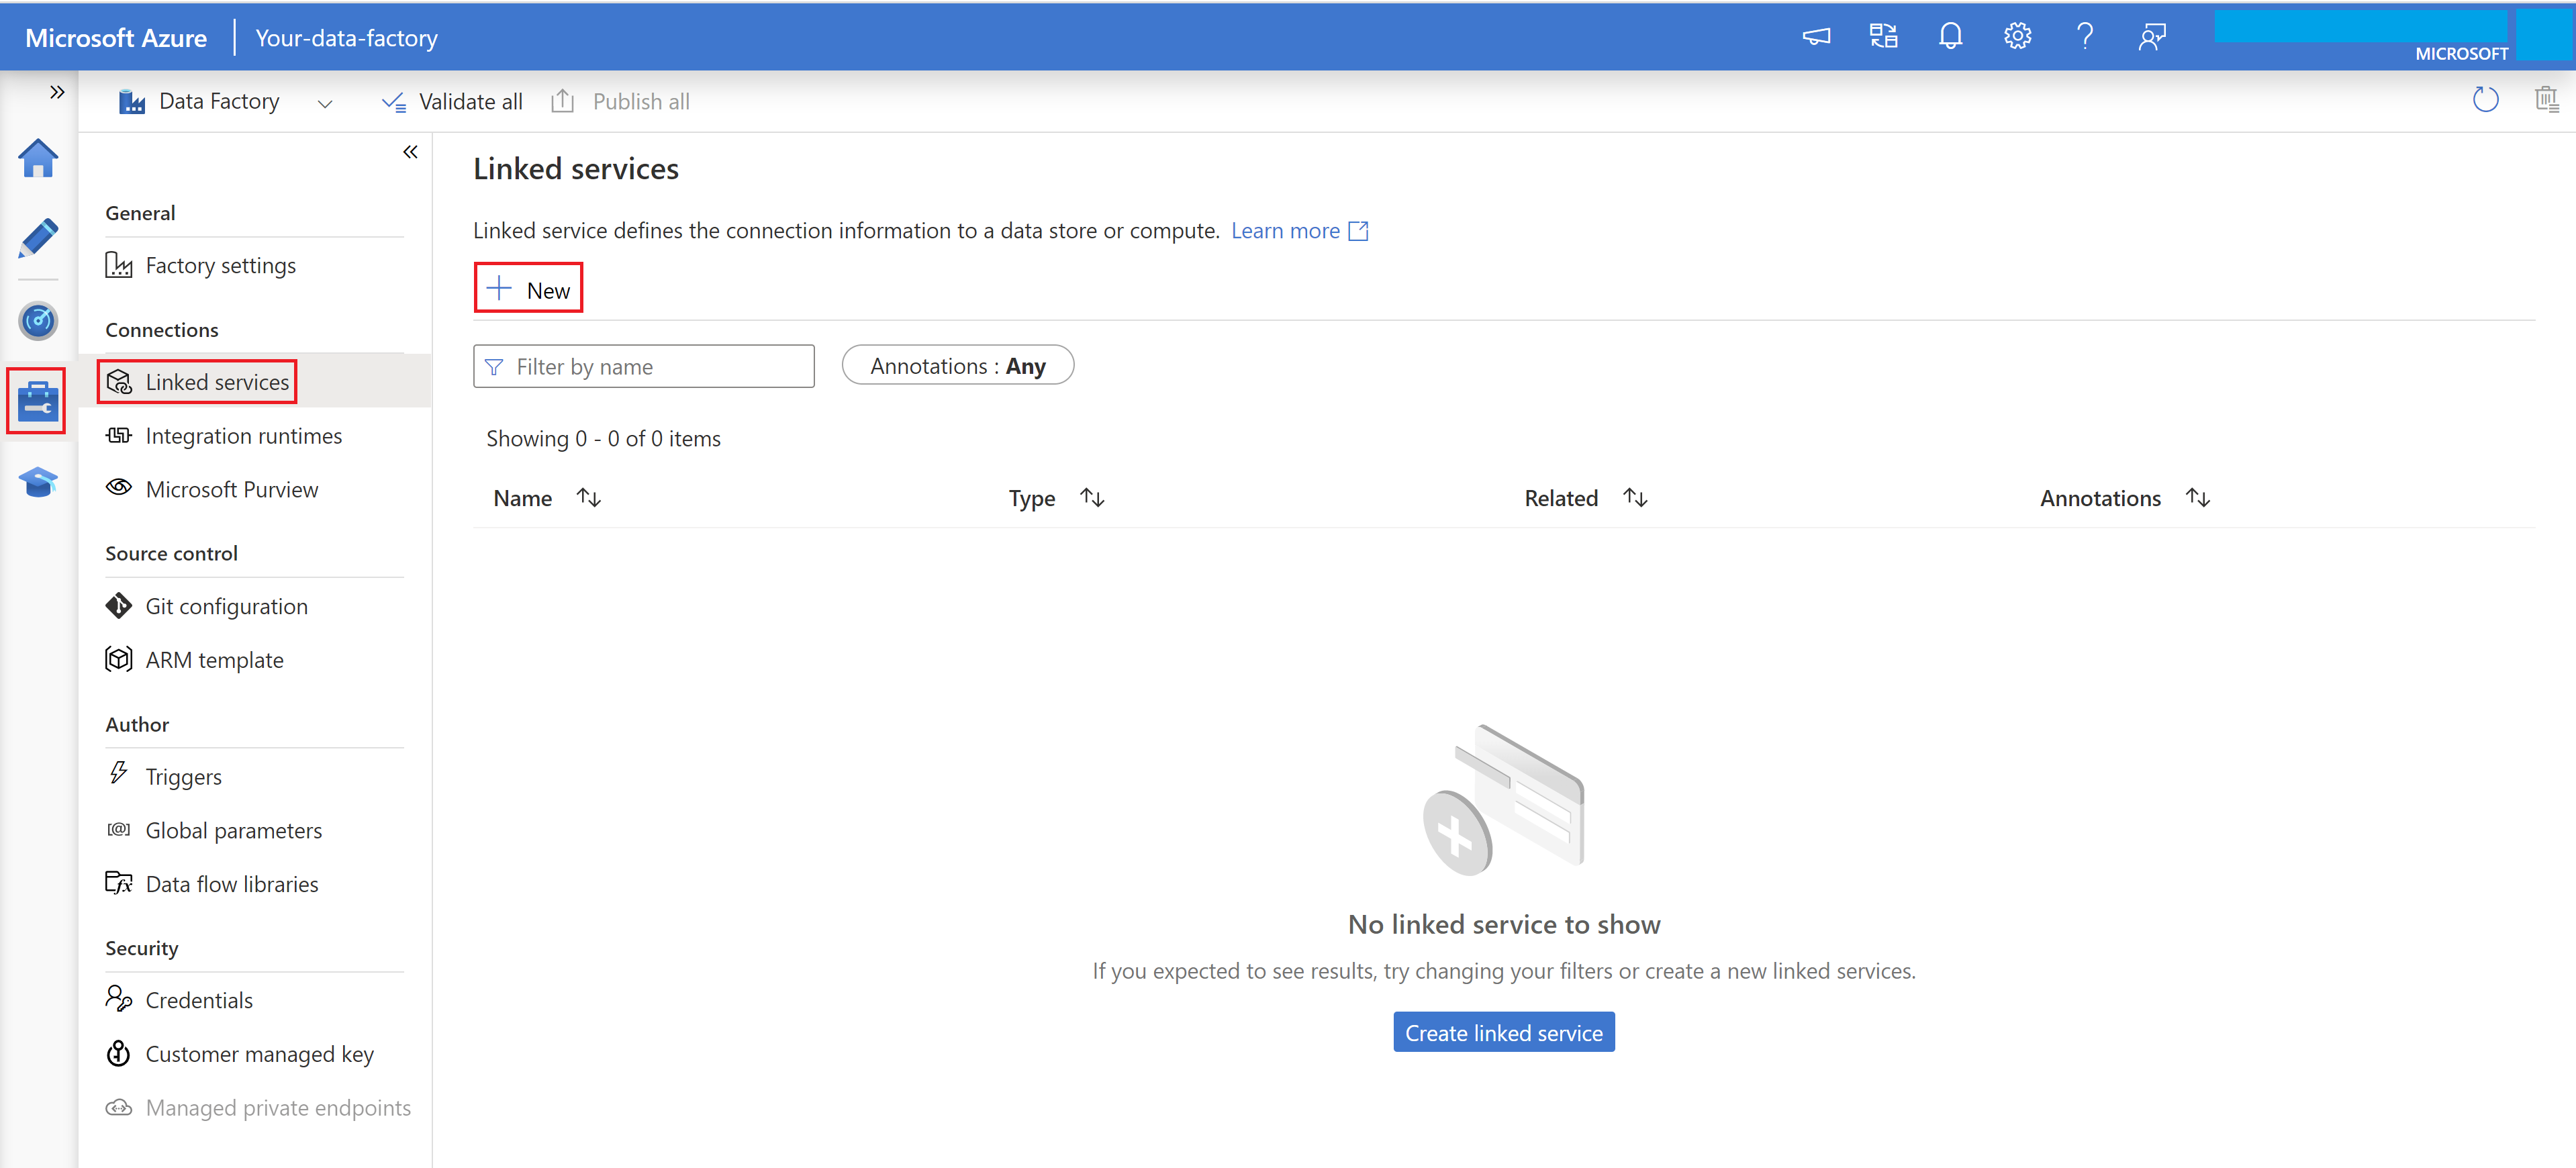 Microsoft Azure
Your-data-factory
MICROSOFT
Data Factory
Validate all
Publish all
General
Factory settings
Connections
Linked services
Integration runtimes
Microsoft Purview
Source control
Git configuration
ARM template
Author
Triggers
Global parameters
Data flow libraries
Security
Credentials
Customer managed key
Managed private endpoints
Linked services
Linked service defines the connection information to a data store or compute. Learn more
New
Filter by name
Annotations : Any
Showing 0 - 0 of 0 items
Name Type Related Annotations
No linked service to show
If you expected to see results, try changing your filters or create a new linked services.
Create linked service